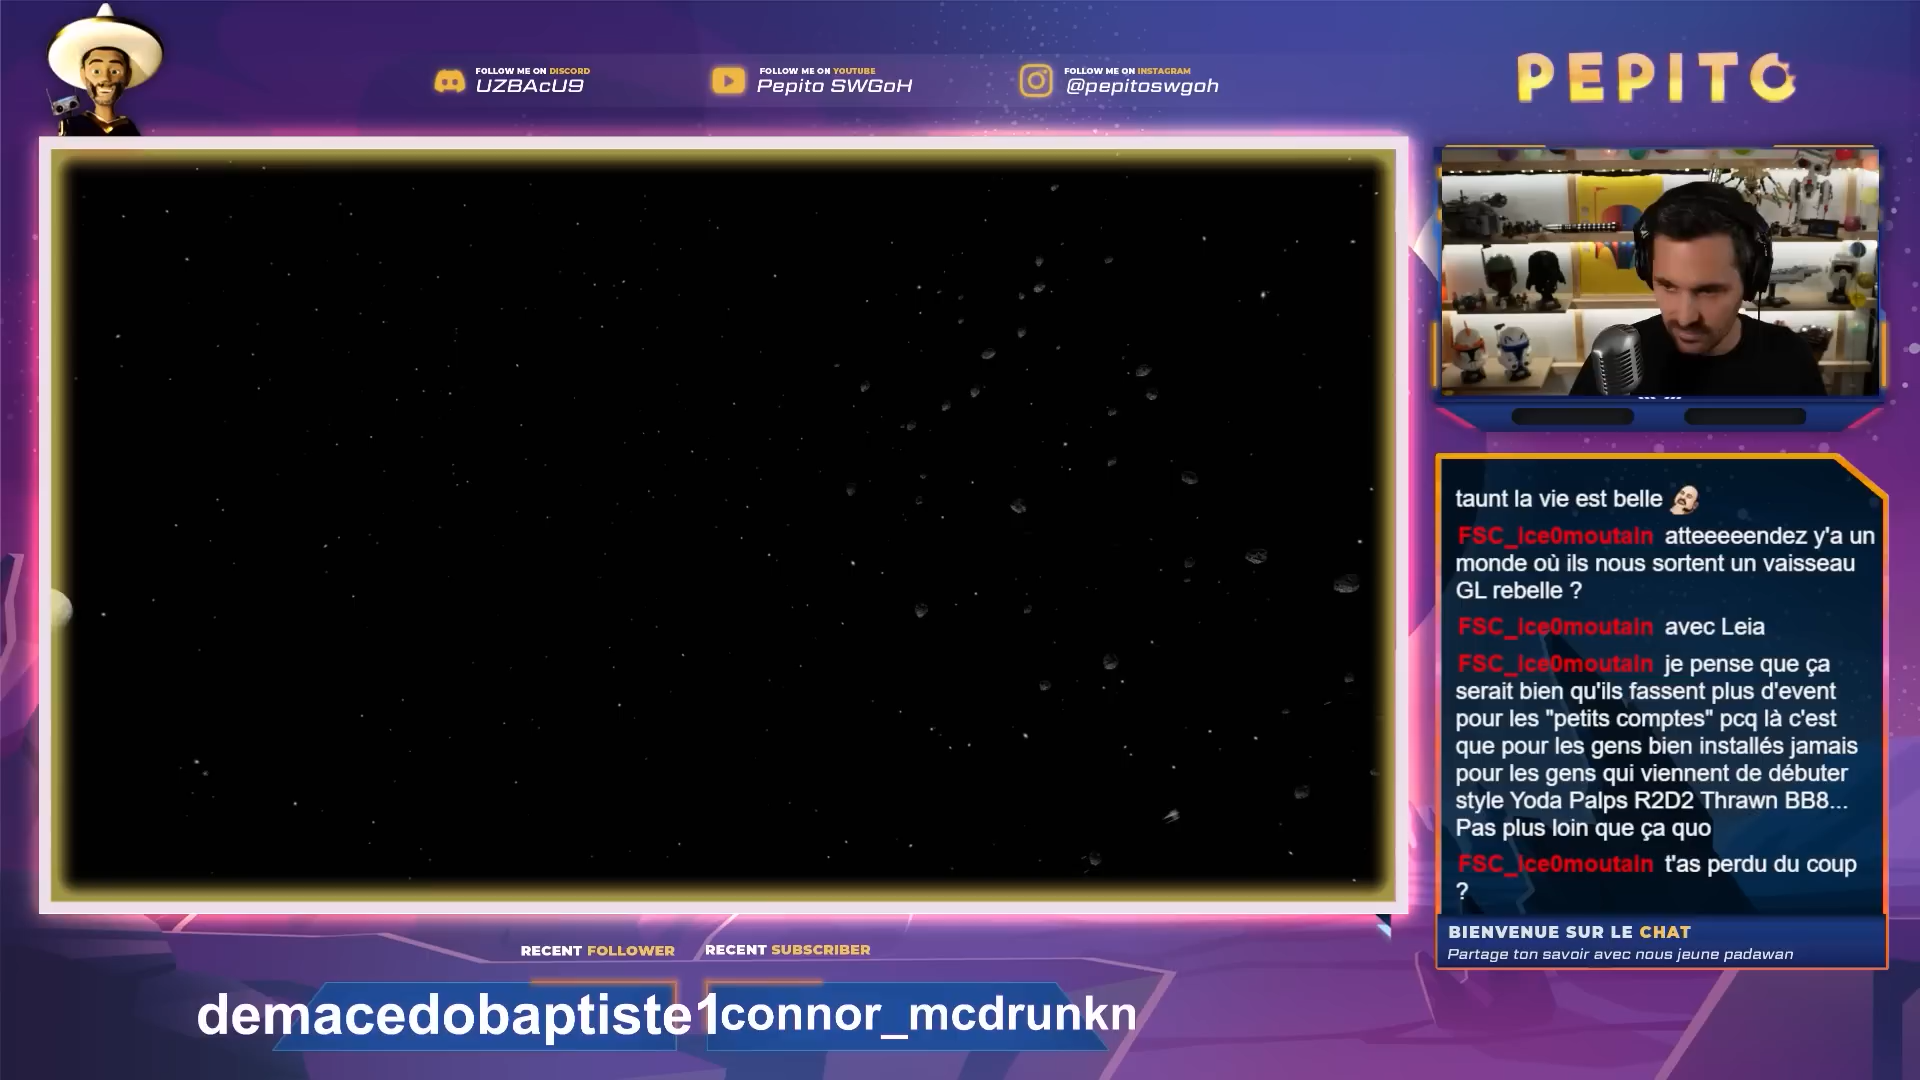 FOLLOW ME ON DISCORD
UZBAcU9
FOLLOW ME ON YOUTUBE
Pepito SWGoH
FOLLOW ME ON INSTAGRAM
@pepitoswgoh
PEPITO
taunt la vie est belle
FSC_Ice0moutain atteeeeendez y'a un
monde où ils nous sortent un vaisseau
GL rebelle ?
FSC_Ice0moutain avec Leia
FSC_Ice0moutain je pense que ça
serait bien qu'ils fassent plus d'event
pour les "petits comptes" pcq là c'est
que pour les gens bien installés jamais
pour les gens qui viennent de débuter
style Yoda Palps R2D2 Thrawn BB8...
Pas plus loin que ça quo
FSC_Ice0moutain t'as perdu du coup
?
BIENVENUE SUR LE CHAT
Partage ton savoir avec nous jeune padawan
RECENT FOLLOWER
demacedobaptiste1
RECENT SUBSCRIBER
connor_mcdrunkn